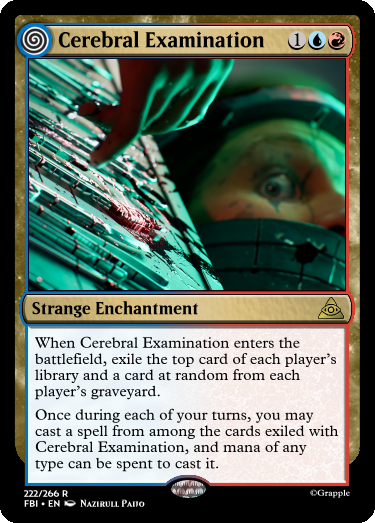 Cerebral Examination 1
Strange Enchantment
When Cerebral Examination enters the
battlefield, exile the top card of each player's
library and a card at random from each
player's graveyard.
Once during each of your turns, you may
cast a spell from among the cards exiled with
Cerebral Examination, and mana of any
type can be spent to cast it.
222/266 R
FBI • EN Nazirull Paijo
©Grapple